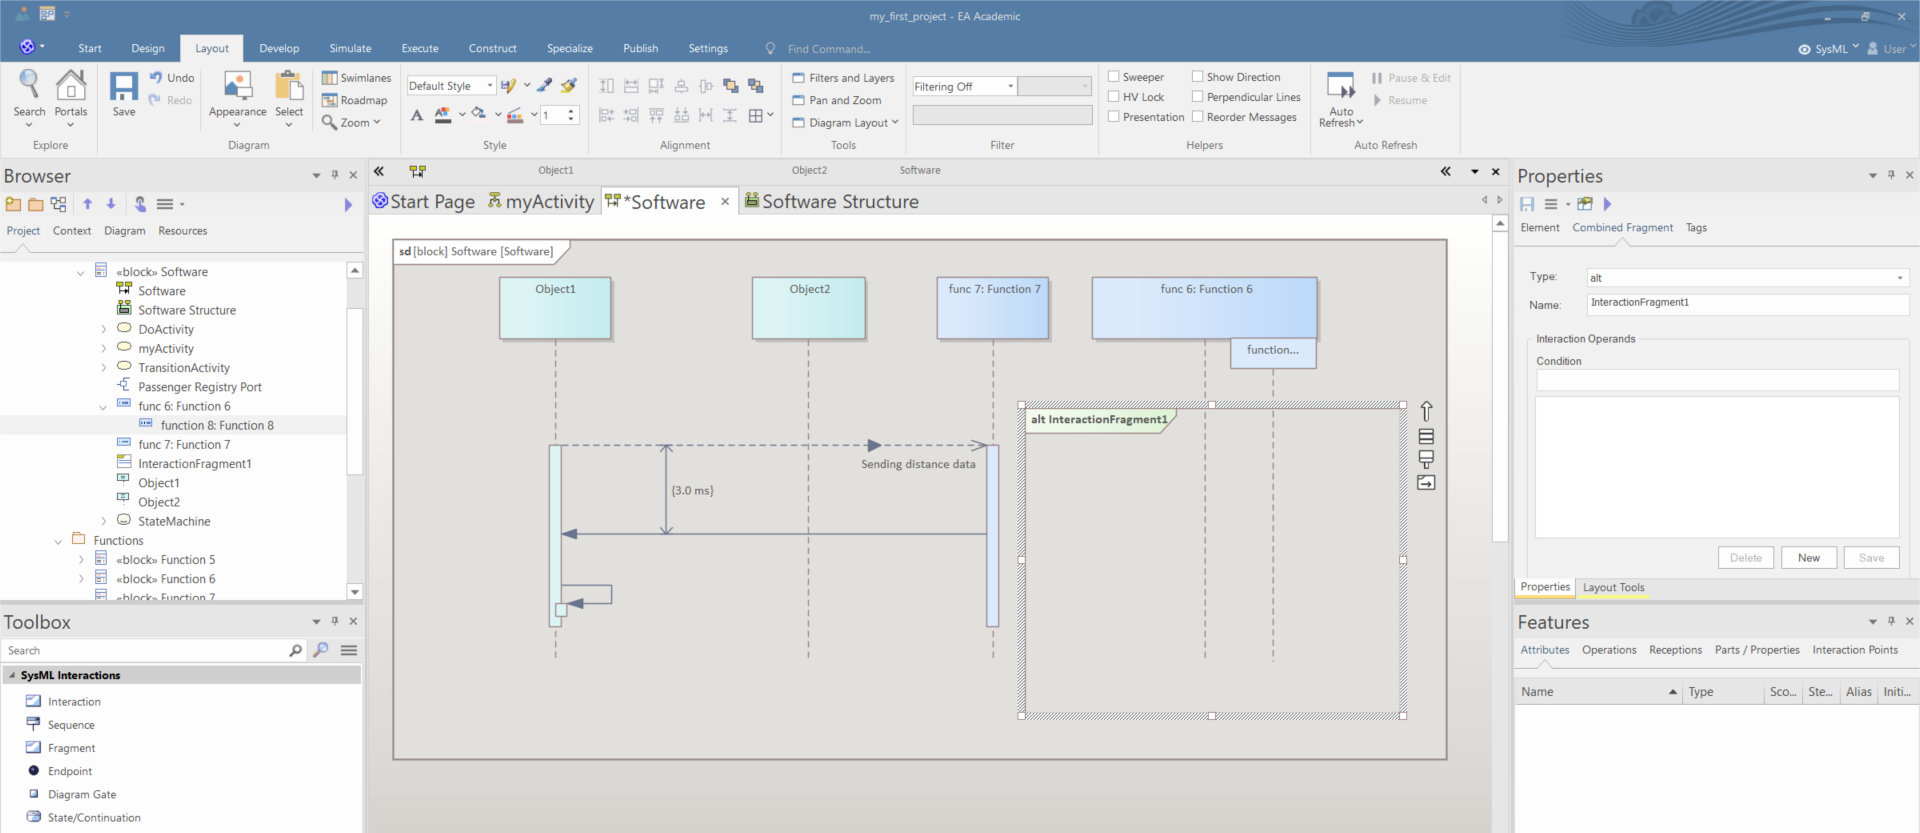 my_first_project - EA Academic
Start Design Layout Develop Simulate Execute Construct Specialize Publish Settings Find Command... SysML User
Search Portals Save Undo Redo Appearance Select Swimlanes Roadmap Zoom
Explore Diagram
Default Style
1
Style
Alignment
Filters and Layers
Pan and Zoom
Diagram Layout
Tools
Filtering Off
Filter
Sweeper Show Direction
HV Lock Perpendicular Lines
Presentation Reorder Messages
Helpers
Auto Refresh
Pause & Edit
Resume
Auto Refresh
Browser
Project Context Diagram Resources
«block» Software
Software
Software Structure
DoActivity
myActivity
TransitionActivity
Passenger Registry Port
func 6: Function 6
function 8: Function 8
func 7: Function 7
InteractionFragment1
Object1
Object2
StateMachine
Functions
«block» Function 5
«block» Function 6
«block» Function 7
Toolbox
Search
SysML Interactions
Interaction
Sequence
Fragment
Endpoint
Diagram Gate
State/Continuation
Object1 Object2 Software
Start Page myActivity *Software Software Structure
sd [block] Software [Software]
Object1
Object2
func 7: Function 7
func 6: Function 6
function...
alt InteractionFragment1
Sending distance data
{3.0 ms}
Properties
Element Combined Fragment Tags
Type: alt
Name: InteractionFragment1
Interaction Operands
Condition
Delete New Save
Properties Layout Tools
Features
Attributes Operations Receptions Parts / Properties Interaction Points
Name Type Sco... Ste... Alias Initi...